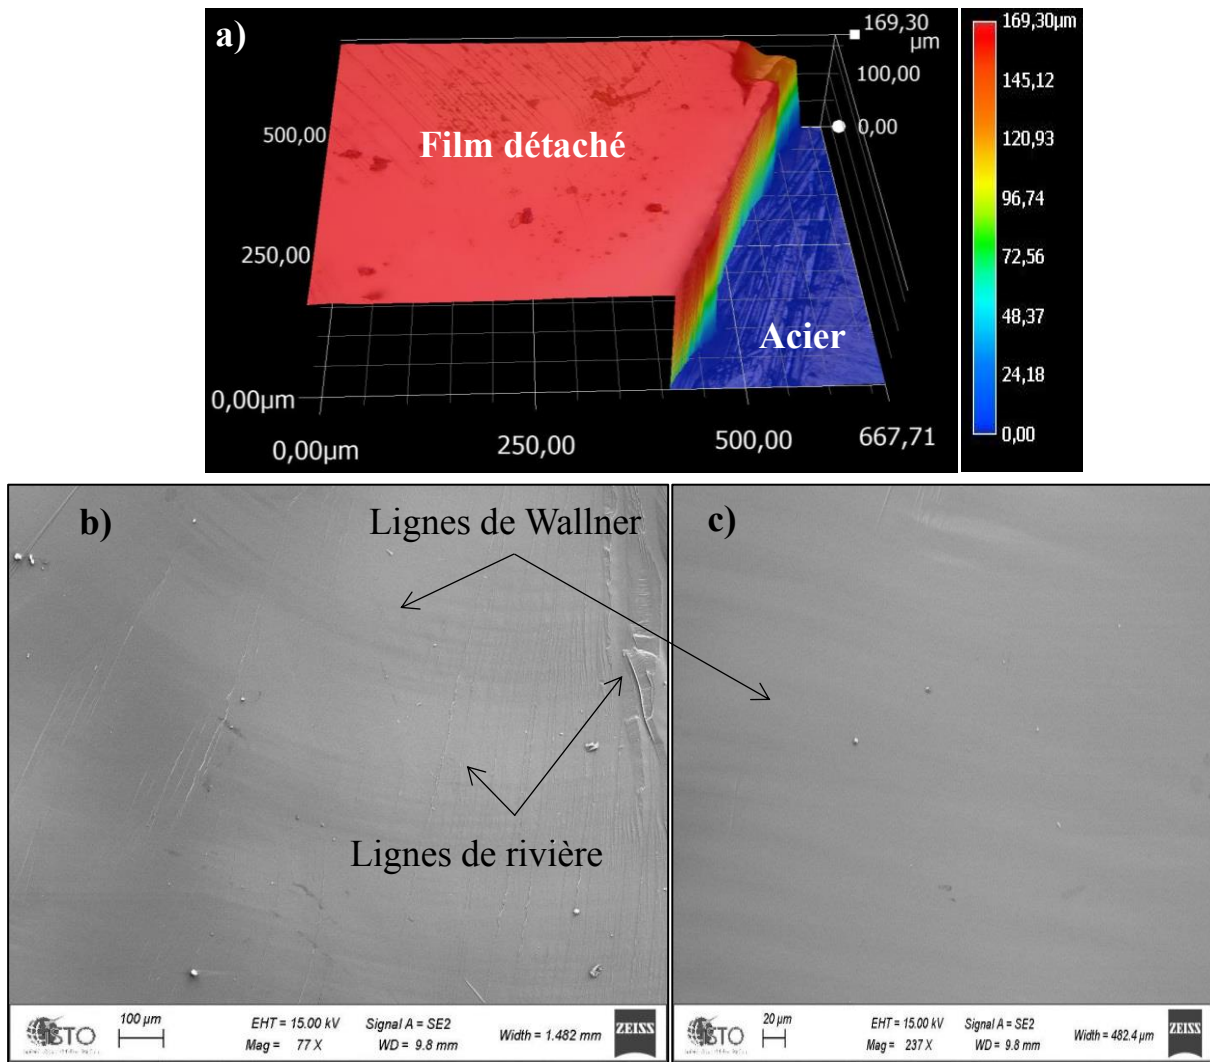 a)
169,30
µm
100,00
0,00
500,00
250,00
0,00µm
0,00µm
250,00
500,00
667,71
Film détaché
Acier
169,30µm
145,12
120,93
96,74
72,56
48,37
24,18
0,00
b)
Lignes de Wallner
c)
Lignes de rivière
ISTO
100 µm
EHT = 15.00 kV
Signal A = SE2
Mag = 77 X
WD = 9.8 mm
Width = 1.482 mm
ZEISS
ISTO
20 µm
EHT = 15.00 kV
Signal A = SE2
Mag = 237 X
WD = 9.8 mm
Width = 482.4 µm
ZEISS